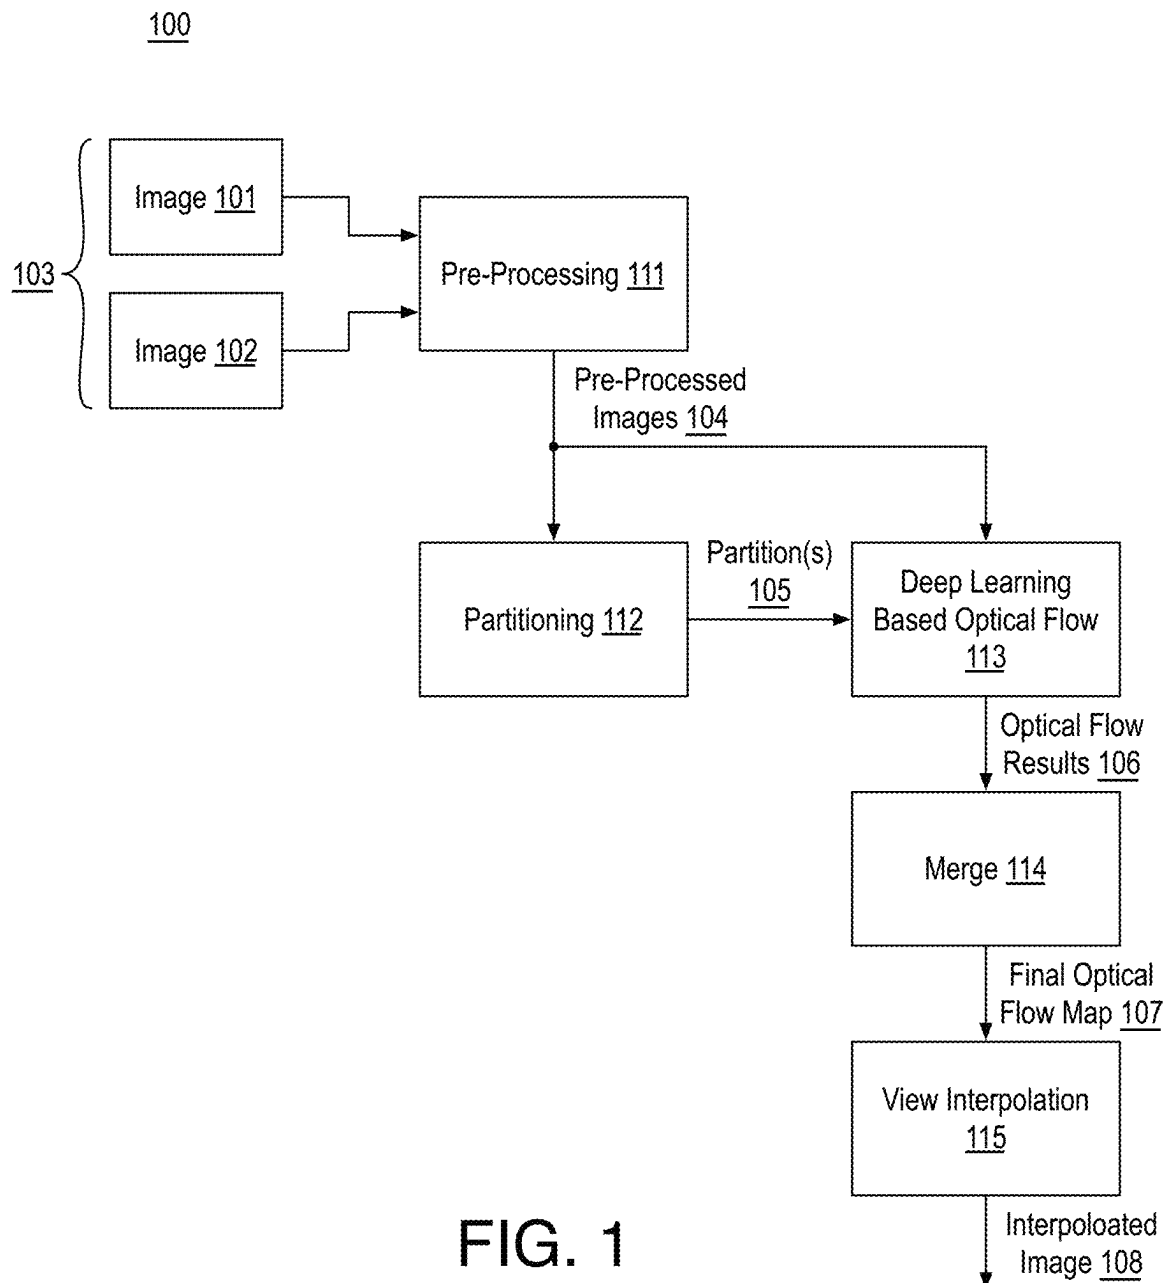 100
Image 101
103
Image 102
Pre-Processing 111
Pre-Processed
Images 104
Partitioning 112
Partition(s)
105
Deep Learning
Based Optical Flow
113
Optical Flow
Results 106
Merge 114
Final Optical
Flow Map 107
View Interpolation
115
Interpoloated
Image 108
FIG. 1